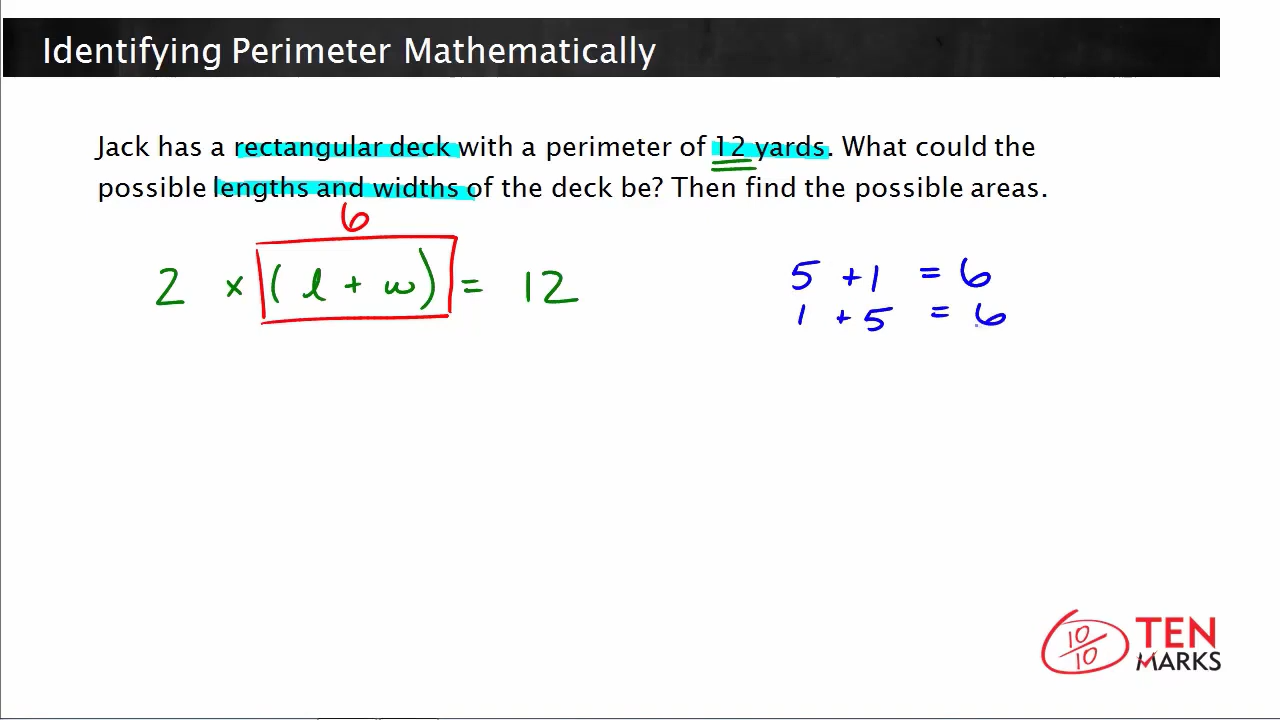 Identifying Perimeter Mathematically
Jack has a rectangular deck with a perimeter of 12 yards. What could the
possible lengths and widths of the deck be? Then find the possible areas.
6
2 × (l + w) = 12
5 + 1 = 6
1 + 5 = 6
10/10 TEN
MARKS